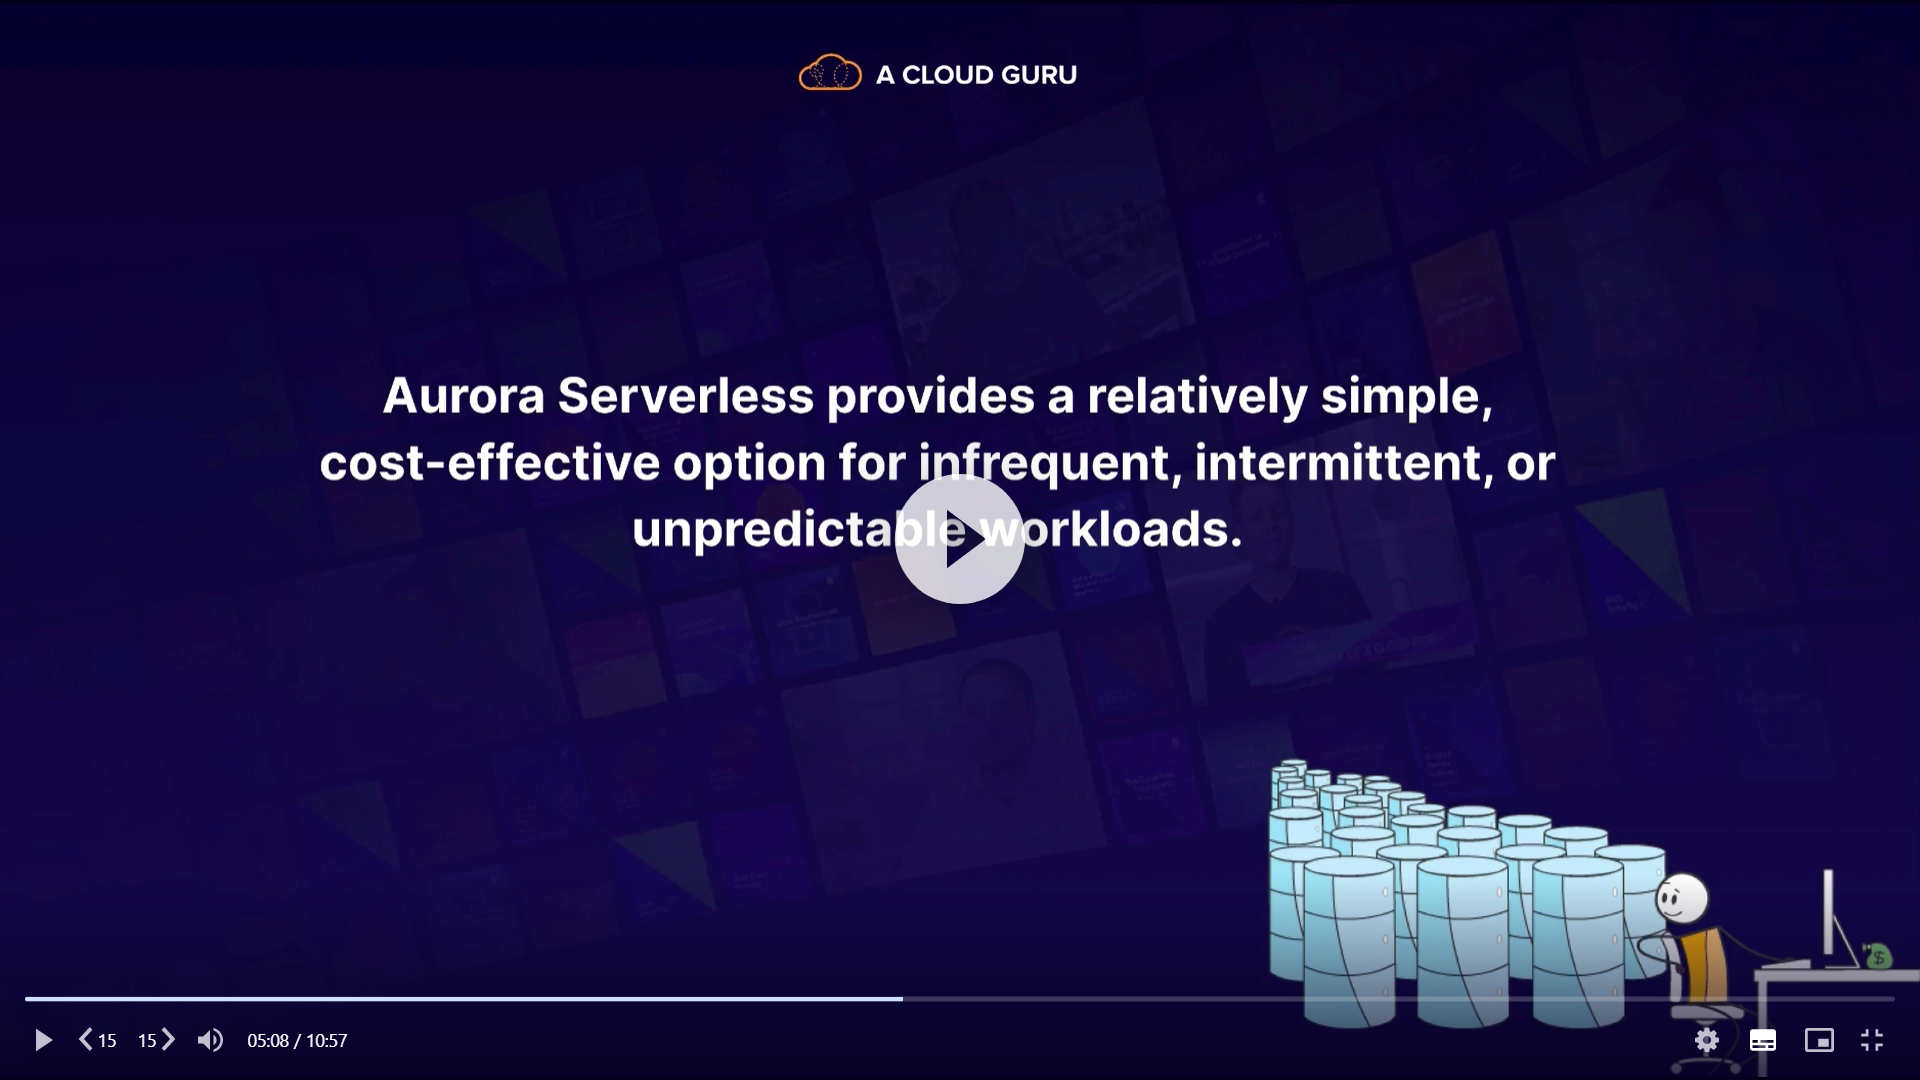 A CLOUD GURU
Aurora Serverless provides a relatively simple,
cost-effective option for infrequent, intermittent, or
unpredictable workloads.
$
15 15 05:08 / 10:57